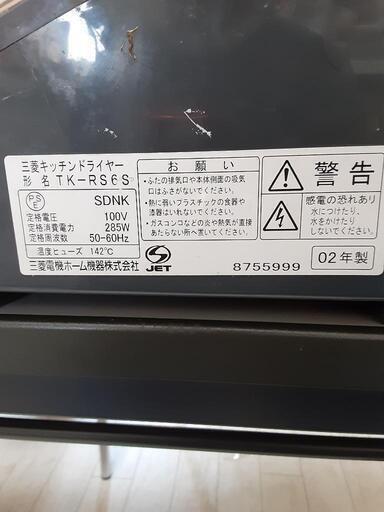 三菱キッチンドライヤー
形 名 TK-RS6S
PSE
SDNK
定格電圧 100V
定格消費電力 285W
定格周波数 50-60Hz
温度ヒューズ 142℃
三菱電機ホーム機器株式会社
お 願 い
・ふたの排気口や本体側面の吸気
口はふさがないでください。
・熱に弱いプラスチックの食器や
漆器はいれないでください。
・ガスコンロなどの炎や熱気が直接
あたらない所へ置いてください。
S
JET
8755999
警告
感電の恐れあり
水につけたり、
水をかけたり
しないでください。
02年製